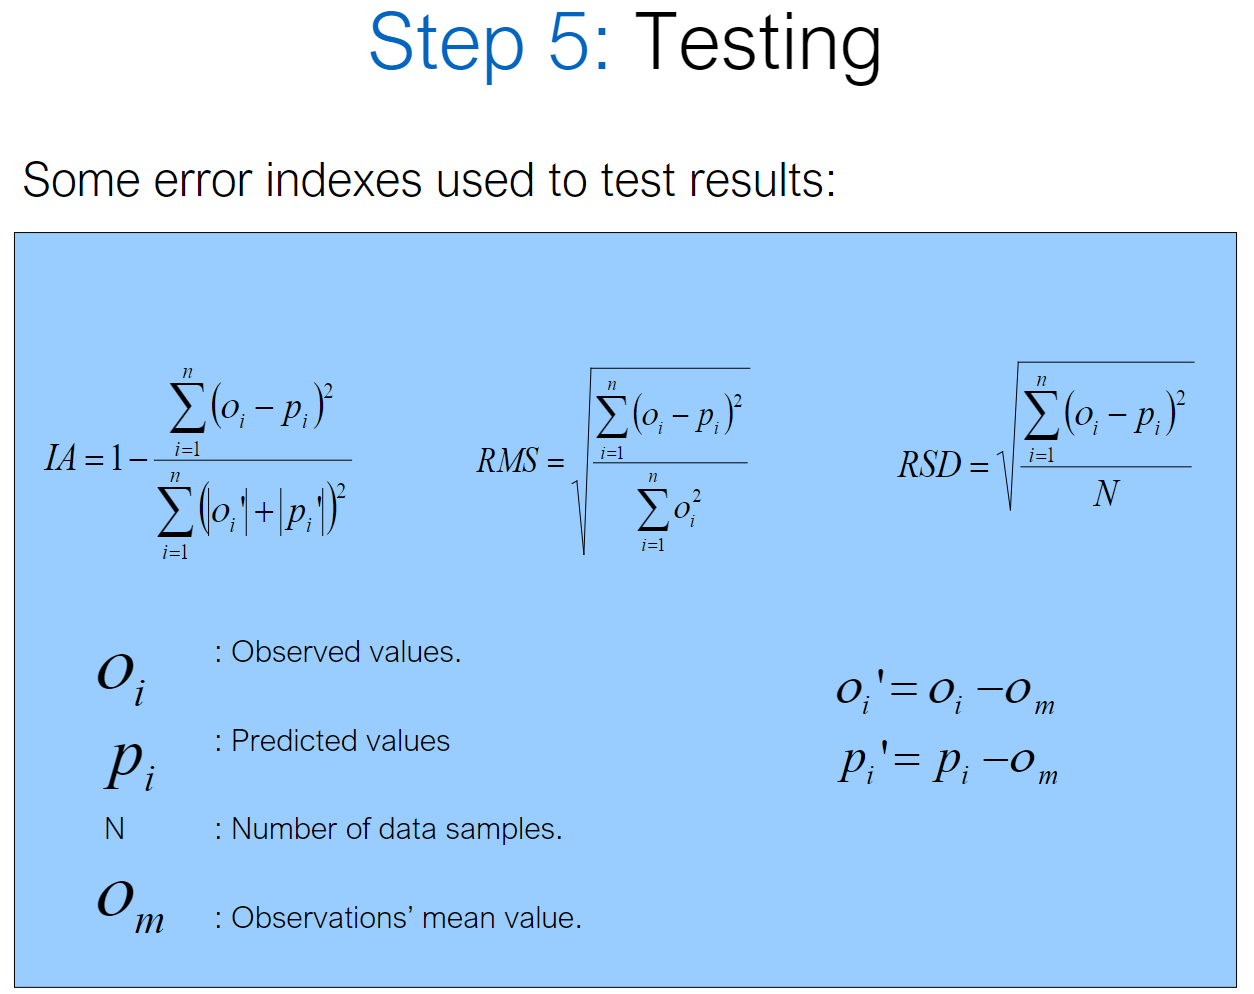 Step 5: Testing
Some error indexes used to test results:
IA = 1 - \frac{\sum_{i=1}^{n} (o_i - p_i)^2}{\sum_{i=1}^{n} (|o_i'| + |p_i'|)^2}
RMS = \sqrt{\frac{\sum_{i=1}^{n} (o_i - p_i)^2}{\sum_{i=1}^{n} o_i^2}}
RSD = \sqrt{\frac{\sum_{i=1}^{n} (o_i - p_i)^2}{N}}
o_i : Observed values.
p_i : Predicted values
N : Number of data samples.
o_m : Observations’ mean value.
o_i' = o_i - o_m
p_i' = p_i - o_m